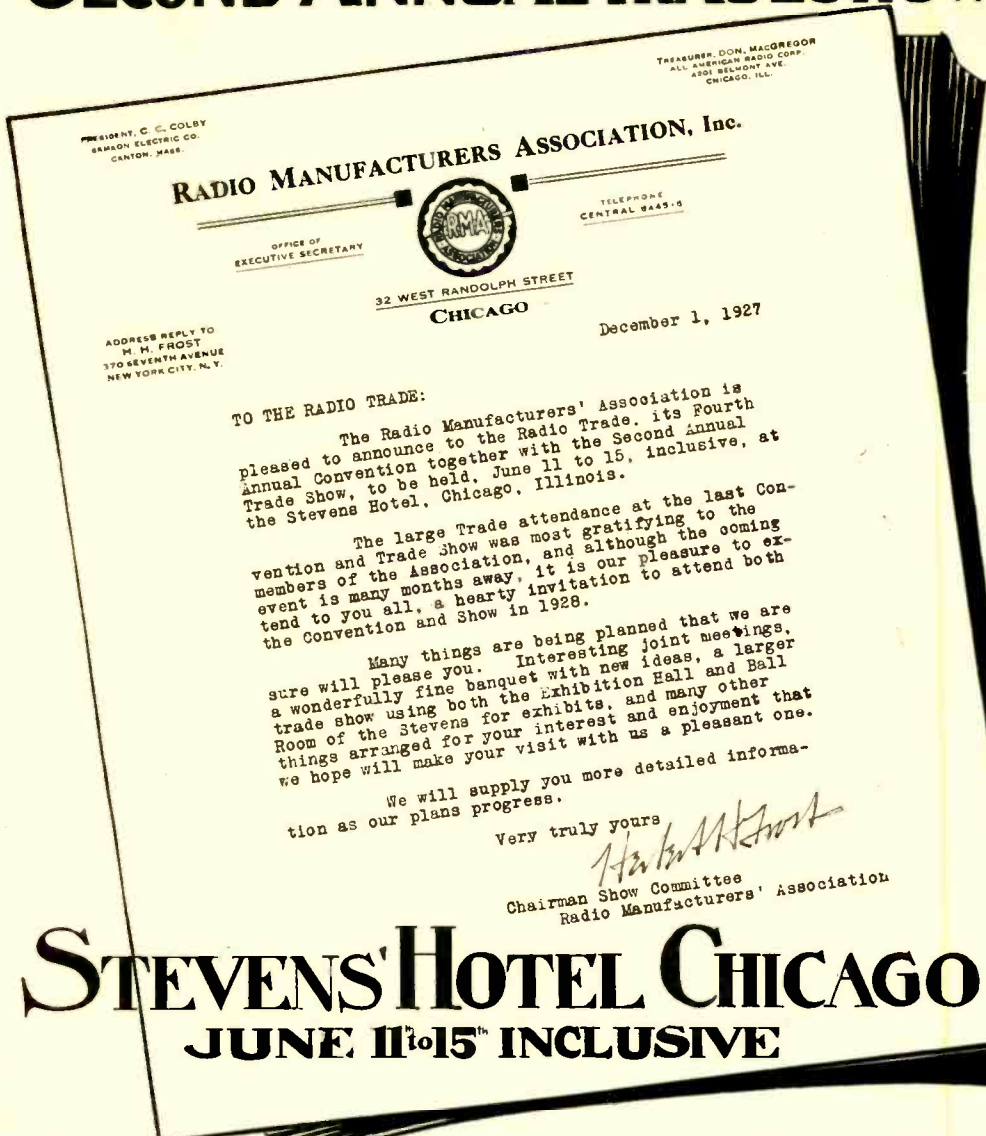 SECOND ANNUAL TRADE SHOW
TREASURER, DON. MACGREGOR
ALL AMERICAN RADIO CORP.
4201 BELMONT AVE.
CHICAGO, ILL.
PRESIDENT, C. C. COLBY
SAMSON ELECTRIC CO.
CANTON, MASS.
RADIO MANUFACTURERS ASSOCIATION, Inc.
RADIO MANUFACTURERS
RMA
ASSOCIATION
OFFICE OF
EXECUTIVE SECRETARY
TELEPHONE
CENTRAL 8445-6
32 WEST RANDOLPH STREET
CHICAGO
ADDRESS REPLY TO
H. H. FROST
370 SEVENTH AVENUE
NEW YORK CITY, N. Y.
December 1, 1927
TO THE RADIO TRADE:
The Radio Manufacturers' Association is
pleased to announce to the Radio Trade, its Fourth
Annual Convention together with the Second Annual
Trade Show, to be held, June 11 to 15, inclusive, at
the Stevens Hotel, Chicago, Illinois.
The large Trade attendance at the last Con-
vention and Trade Show was most gratifying to the
members of the Association, and although the coming
event is many months away, it is our pleasure to ex-
tend to you all, a hearty invitation to attend both
the Convention and Show in 1928.
Many things are being planned that we are
sure will please you. Interesting joint meetings,
a wonderfully fine banquet with new ideas, a larger
trade show using both the Exhibition Hall and Ball
Room of the Stevens for exhibits, and many other
things arranged for your interest and enjoyment that
we hope will make your visit with us a pleasant one.
We will supply you more detailed informa-
tion as our plans progress.
Very truly yours
Herbert H Frost
Chairman Show Committee
Radio Manufacturers' Association
STEVENS' HOTEL CHICAGO
JUNE 11th to 15th INCLUSIVE